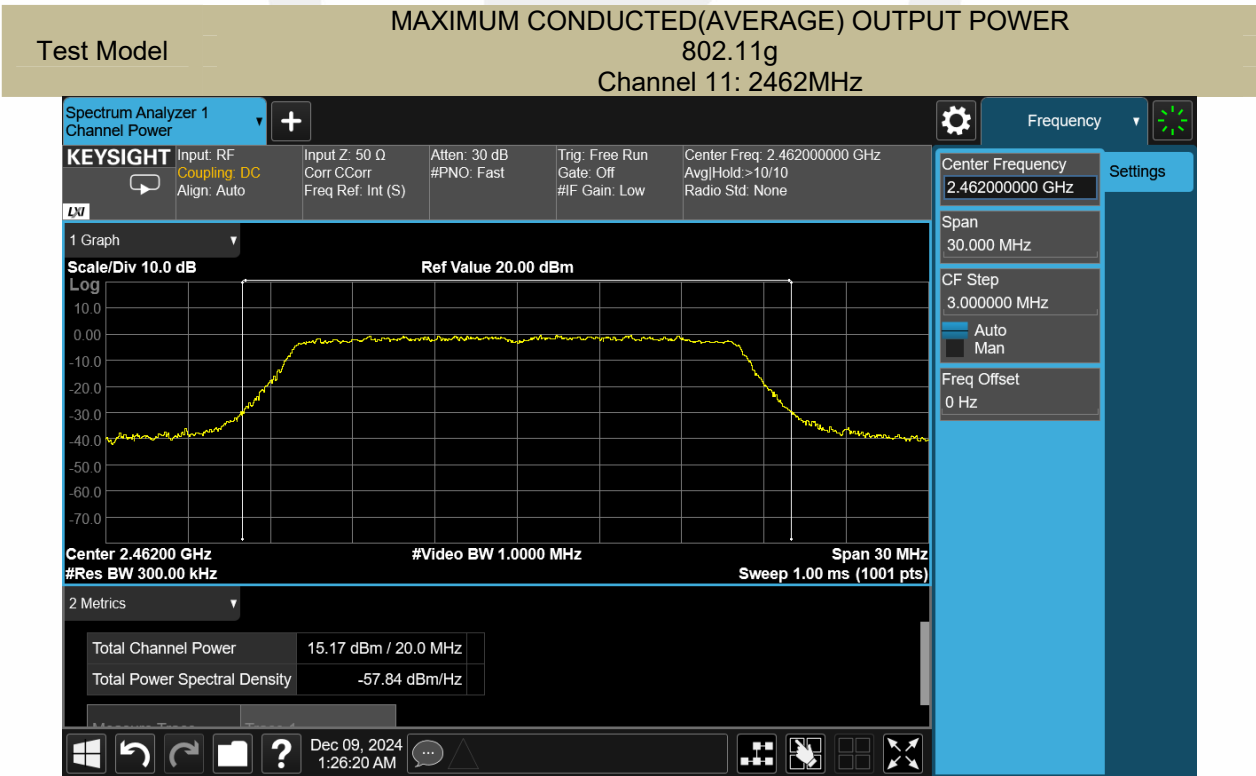 MAXIMUM CONDUCTED(AVERAGE) OUTPUT POWER
Test Model
802.11g
Channel 11: 2462MHz
Spectrum Analyzer 1
Channel Power
+
Frequency
KEYSIGHT
LXI
Input: RF
Coupling: DC
Align: Auto
Input Z: 50 Ω
Corr CCorr
Freq Ref: Int (S)
Atten: 30 dB
#PNO: Fast
Trig: Free Run
Gate: Off
#IF Gain: Low
Center Freq: 2.462000000 GHz
Avg|Hold:>10/10
Radio Std: None
Center Frequency
2.462000000 GHz
Settings
Span
30.000 MHz
CF Step
3.000000 MHz
Auto
Man
Freq Offset
0 Hz
1 Graph
Scale/Div 10.0 dB
Ref Value 20.00 dBm
Log
10.0
0.00
-10.0
-20.0
-30.0
-40.0
-50.0
-60.0
-70.0
Center 2.46200 GHz
#Video BW 1.0000 MHz
Span 30 MHz
#Res BW 300.00 kHz
Sweep 1.00 ms (1001 pts)
2 Metrics
Total Channel Power 15.17 dBm / 20.0 MHz
Total Power Spectral Density -57.84 dBm/Hz
?
Dec 09, 2024
1:26:20 AM